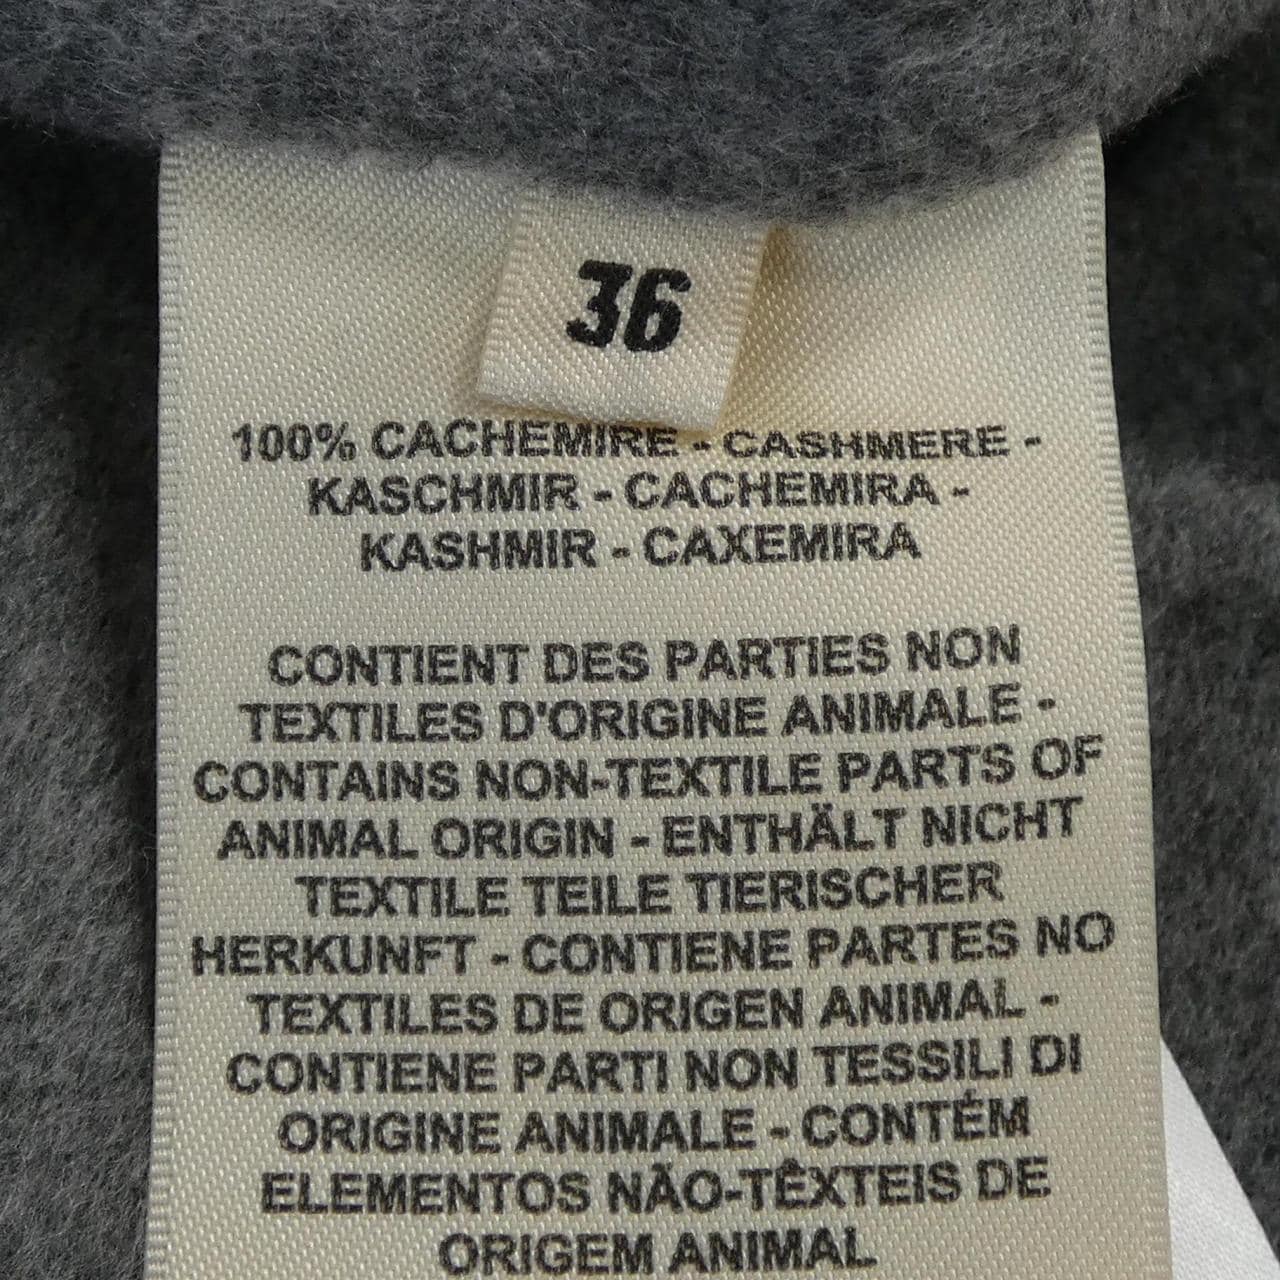 36
100% CACHEMIRE - CASHMERE -
KASCHMIR - CACHEMIRA -
KASHMIR - CAXEMIRA
CONTIENT DES PARTIES NON
TEXTILES D'ORIGINE ANIMALE -
CONTAINS NON-TEXTILE PARTS OF
ANIMAL ORIGIN - ENTHÄLT NICHT
TEXTILE TEILE TIERISCHER
HERKUNFT - CONTIENE PARTES NO
TEXTILES DE ORIGEN ANIMAL -
CONTIENE PARTI NON TESSILI DI
ORIGINE ANIMALE - CONTÉM
ELEMENTOS NÃO-TÊXTEIS DE
ORIGEM ANIMAL